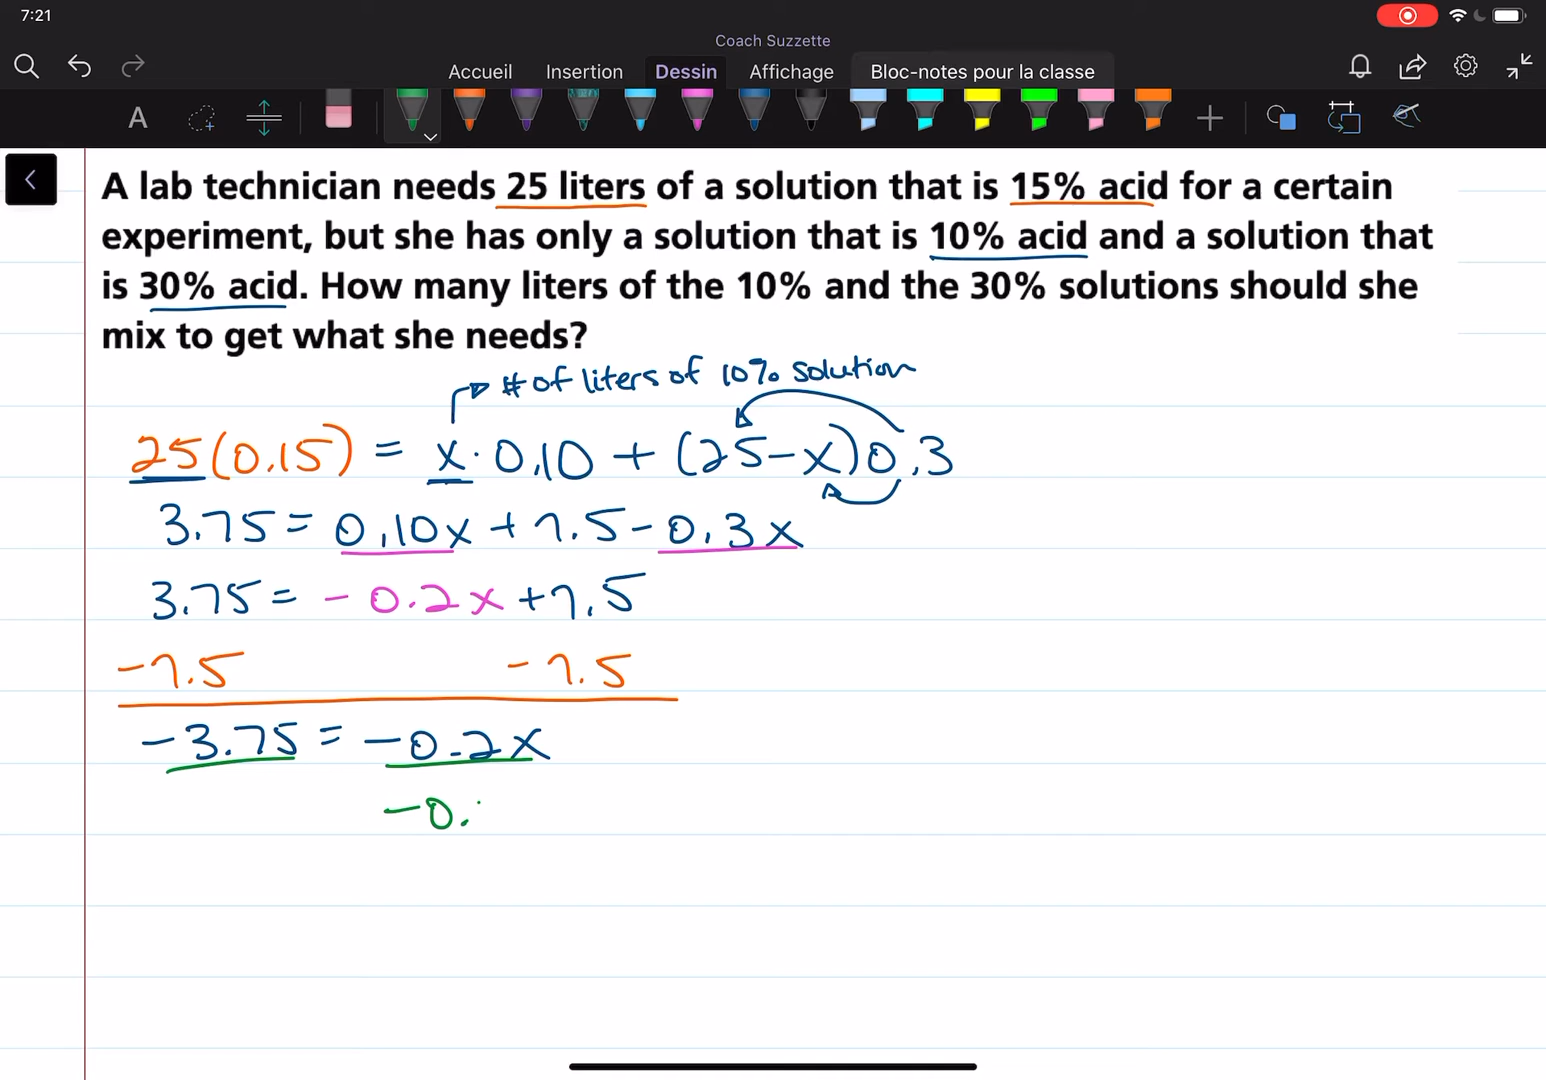 7:21
Coach Suzzette
Accueil Insertion Dessin Affichage Bloc-notes pour la classe
A
A lab technician needs 25 liters of a solution that is 15% acid for a certain
experiment, but she has only a solution that is 10% acid and a solution that
is 30% acid. How many liters of the 10% and the 30% solutions should she
mix to get what she needs?
# of liters of 10% solution
25(0.15) = x · 0.10 + (25-x)0.3
3.75 = 0.10x + 7.5 - 0.3x
3.75 = -0.2x + 7.5
-7.5 -7.5
-3.75 = -0.2x
-0.